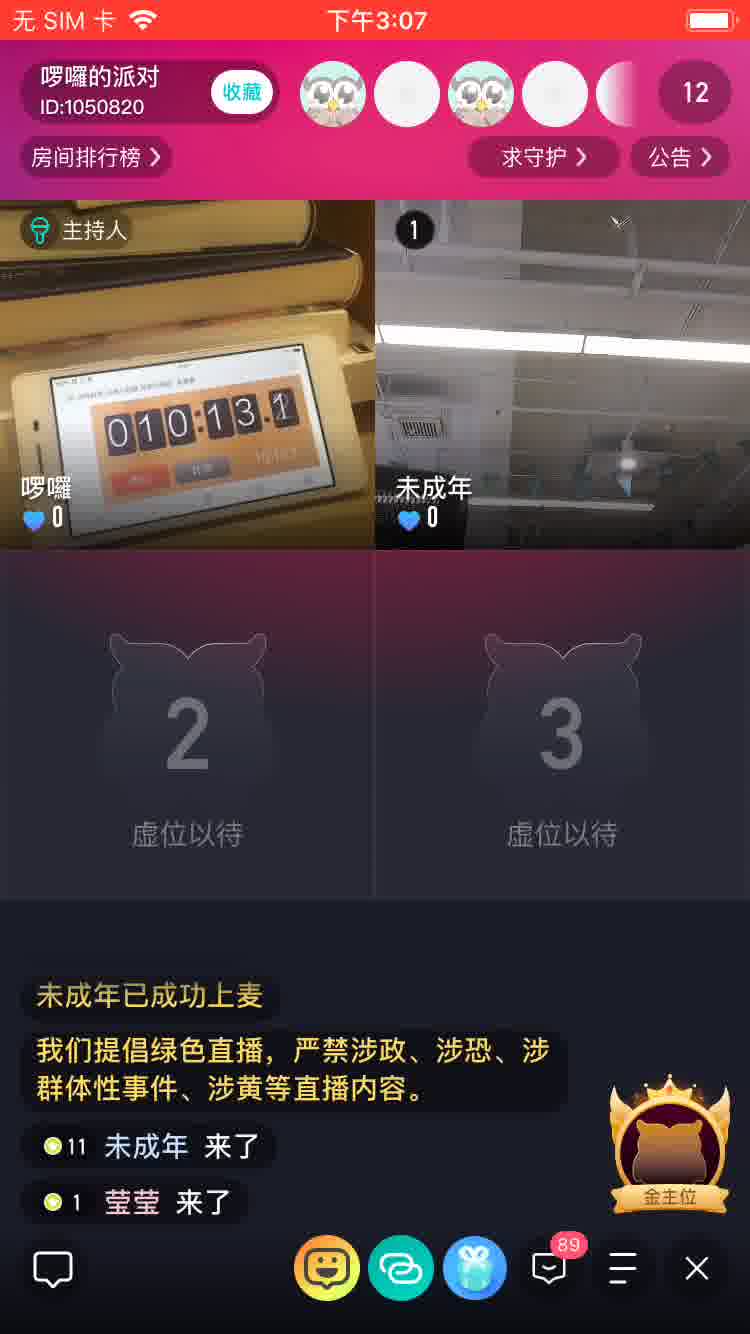 无 SIM 卡
下午3:07
啰囉的派对
ID:1050820
收藏
12
房间排行榜
求守护
公告
主持人
1
010:13.1
啰囉
0
未成年
0
2
虚位以待
3
虚位以待
未成年已成功上麦
我们提倡绿色直播，严禁涉政、涉恐、涉
群体性事件、涉黄等直播内容。
11 未成年 来了
1 莹莹 来了
金主位
89